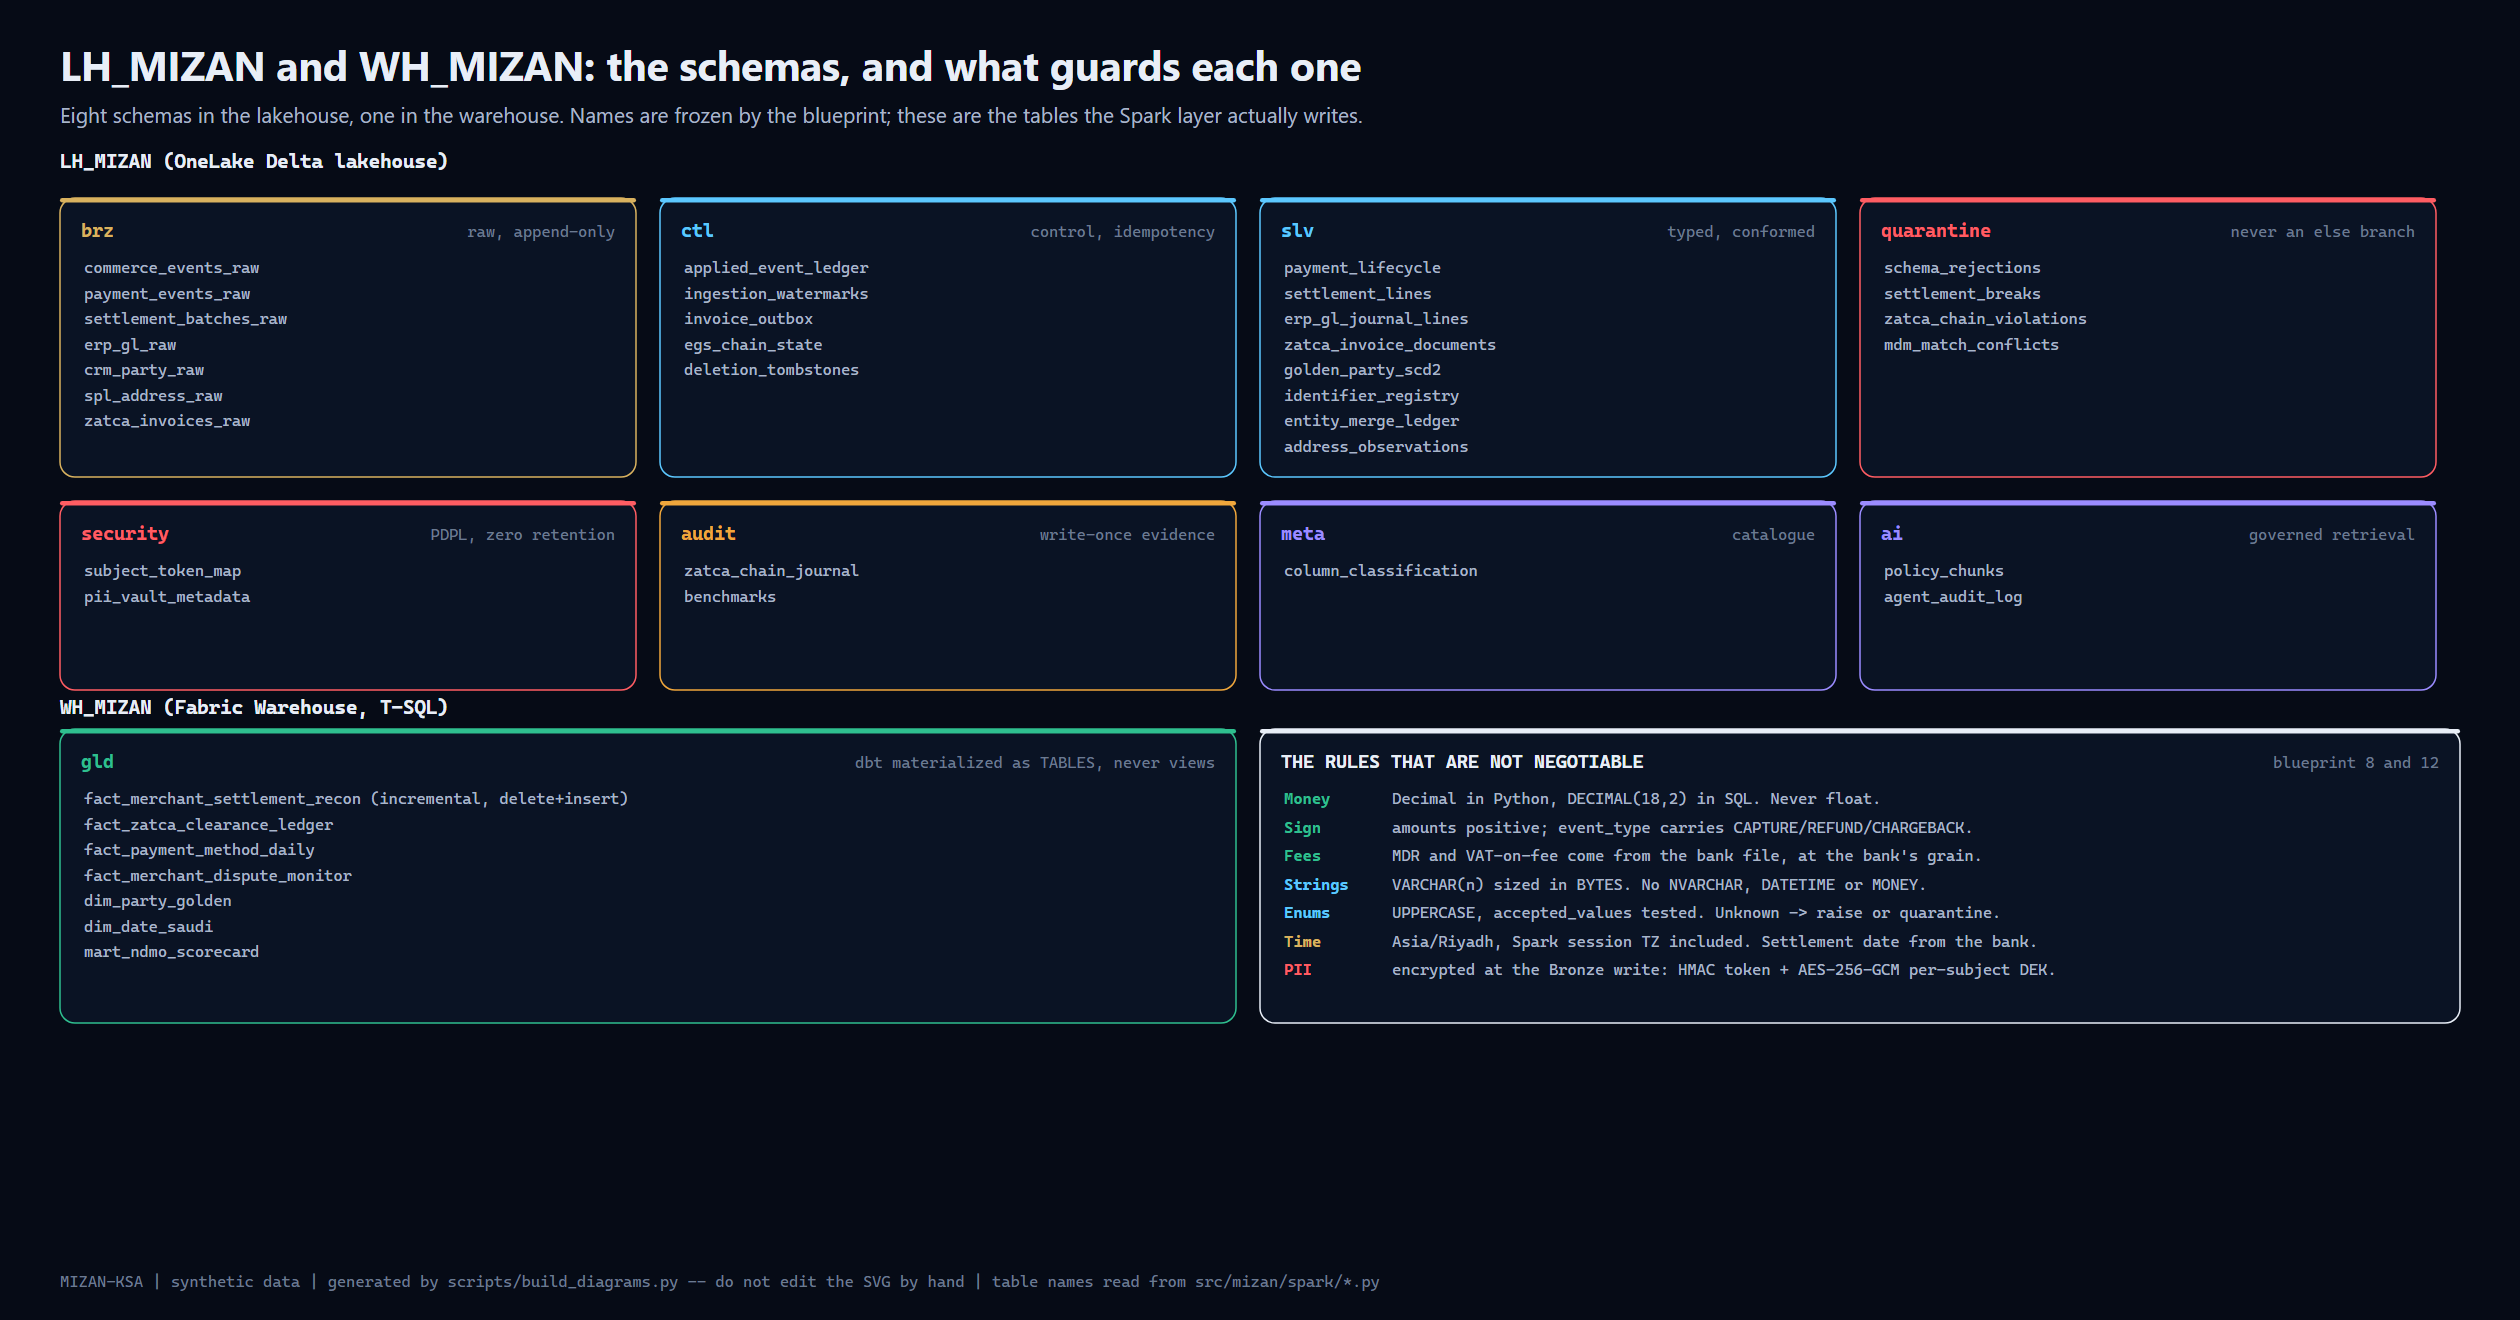 LH_MIZAN and WH_MIZAN: the schemas, and what guards each one
Eight schemas in the lakehouse, one in the warehouse. Names are frozen by the blueprint; these are the tables the Spark layer actually writes.
LH_MIZAN (OneLake Delta lakehouse)
brz raw, append-only
commerce_events_raw
payment_events_raw
settlement_batches_raw
erp_gl_raw
crm_party_raw
spl_address_raw
zatca_invoices_raw
ctl control, idempotency
applied_event_ledger
ingestion_watermarks
invoice_outbox
egs_chain_state
deletion_tombstones
slv typed, conformed
payment_lifecycle
settlement_lines
erp_gl_journal_lines
zatca_invoice_documents
golden_party_scd2
identifier_registry
entity_merge_ledger
address_observations
quarantine never an else branch
schema_rejections
settlement_breaks
zatca_chain_violations
mdm_match_conflicts
security PDPL, zero retention
subject_token_map
pii_vault_metadata
audit write-once evidence
zatca_chain_journal
benchmarks
meta catalogue
column_classification
ai governed retrieval
policy_chunks
agent_audit_log
WH_MIZAN (Fabric Warehouse, T-SQL)
gld dbt materialized as TABLES, never views
fact_merchant_settlement_recon (incremental, delete+insert)
fact_zatca_clearance_ledger
fact_payment_method_daily
fact_merchant_dispute_monitor
dim_party_golden
dim_date_saudi
mart_ndmo_scorecard
THE RULES THAT ARE NOT NEGOTIABLE blueprint 8 and 12
Money Decimal in Python, DECIMAL(18,2) in SQL. Never float.
Sign amounts positive; event_type carries CAPTURE/REFUND/CHARGEBACK.
Fees MDR and VAT-on-fee come from the bank file, at the bank's grain.
Strings VARCHAR(n) sized in BYTES. No NVARCHAR, DATETIME or MONEY.
Enums UPPERCASE, accepted_values tested. Unknown -> raise or quarantine.
Time Asia/Riyadh, Spark session TZ included. Settlement date from the bank.
PII encrypted at the Bronze write: HMAC token + AES-256-GCM per-subject DEK.
MIZAN-KSA | synthetic data | generated by scripts/build_diagrams.py -- do not edit the SVG by hand | table names read from src/mizan/spark/*.py